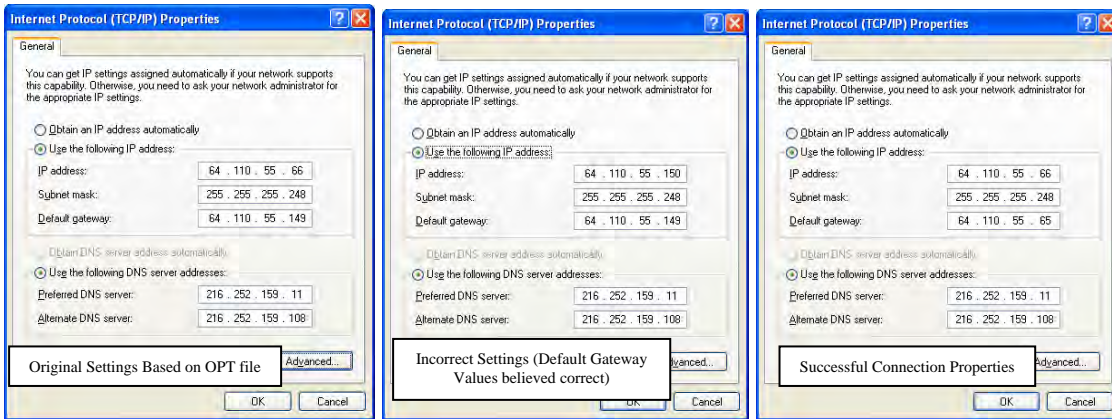 Internet Protocol (TCP/IP) Properties
General
You can get IP settings assigned automatically if your network supports
this capability. Otherwise, you need to ask your network administrator for
the appropriate IP settings.
Obtain an IP address automatically
Use the following IP address:
IP address: 64 . 110 . 55 . 66
Subnet mask: 255 . 255 . 255 . 248
Default gateway: 64 . 110 . 55 . 149
Obtain DNS server address automatically
Use the following DNS server addresses:
Preferred DNS server: 216 . 252 . 159 . 11
Alternate DNS server: 216 . 252 . 159 . 108
Advanced...
Original Settings Based on OPT file
OK Cancel
Internet Protocol (TCP/IP) Properties
General
You can get IP settings assigned automatically if your network supports
this capability. Otherwise, you need to ask your network administrator for
the appropriate IP settings.
Obtain an IP address automatically
Use the following IP address:
IP address: 64 . 110 . 55 . 150
Subnet mask: 255 . 255 . 255 . 248
Default gateway: 64 . 110 . 55 . 149
Obtain DNS server address automatically
Use the following DNS server addresses:
Preferred DNS server: 216 . 252 . 159 . 11
Alternate DNS server: 216 . 252 . 159 . 108
Incorrect Settings (Default Gateway
Values believed correct)
dvanced...
OK Cancel
Internet Protocol (TCP/IP) Properties
General
You can get IP settings assigned automatically if your network supports
this capability. Otherwise, you need to ask your network administrator for
the appropriate IP settings.
Obtain an IP address automatically
Use the following IP address:
IP address: 64 . 110 . 55 . 66
Subnet mask: 255 . 255 . 255 . 248
Default gateway: 64 . 110 . 55 . 65
Obtain DNS server address automatically
Use the following DNS server addresses:
Preferred DNS server: 216 . 252 . 159 . 11
Alternate DNS server: 216 . 252 . 159 . 108
dvanced...
Successful Connection Properties
OK Cancel